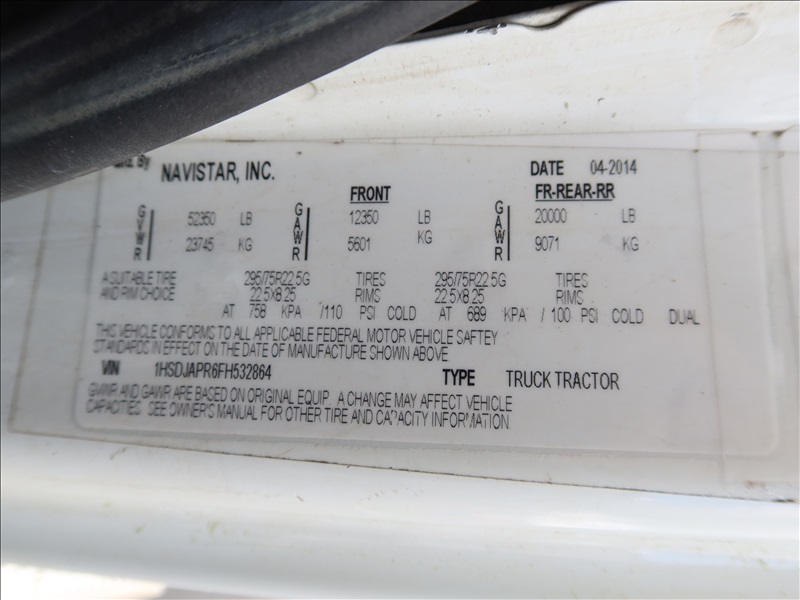 By NAVISTAR, INC. DATE 04-2014
FRONT FR-REAR-RR
GVWR 52350 LB GAWR 12350 LB GAWR 20000 LB
23745 KG 5601 KG 9071 KG
A SUITABLE TIRE 295/75R22.5G TIRES 295/75R22.5G TIRES
AND RIM CHOICE 22.5X8.25 RIMS 22.5X8.25 RIMS
AT 758 KPA /110 PSI COLD AT 689 KPA / 100 PSI COLD DUAL
THIS VEHICLE CONFORMS TO ALL APPLICABLE FEDERAL MOTOR VEHICLE SAFTEY
STANDARDS IN EFFECT ON THE DATE OF MANUFACTURE SHOWN ABOVE
VIN 1HSDJAPR6FH532864 TYPE TRUCK TRACTOR
GVWR AND GAWR ARE BASED ON ORIGINAL EQUIP. A CHANGE MAY AFFECT VEHICLE
CAPACITIES. SEE OWNER'S MANUAL FOR OTHER TIRE AND CAPACITY INFORMATION.